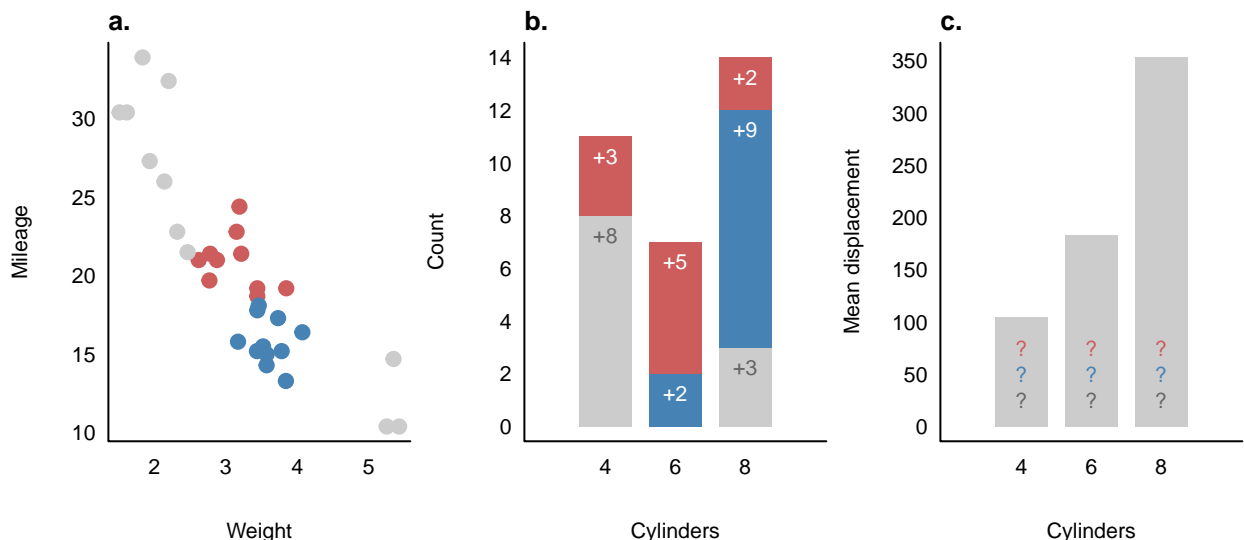 a.
Mileage
30
25
20
15
10
2 3 4 5
Weight
b.
Count
14
12
10
8
6
4
2
0
+3
+8
+5
+2
+2
+9
+3
4 6 8
Cylinders
c.
Mean displacement
350
300
250
200
150
100
50
0
? ? ?
? ? ?
? ? ?
4 6 8
Cylinders